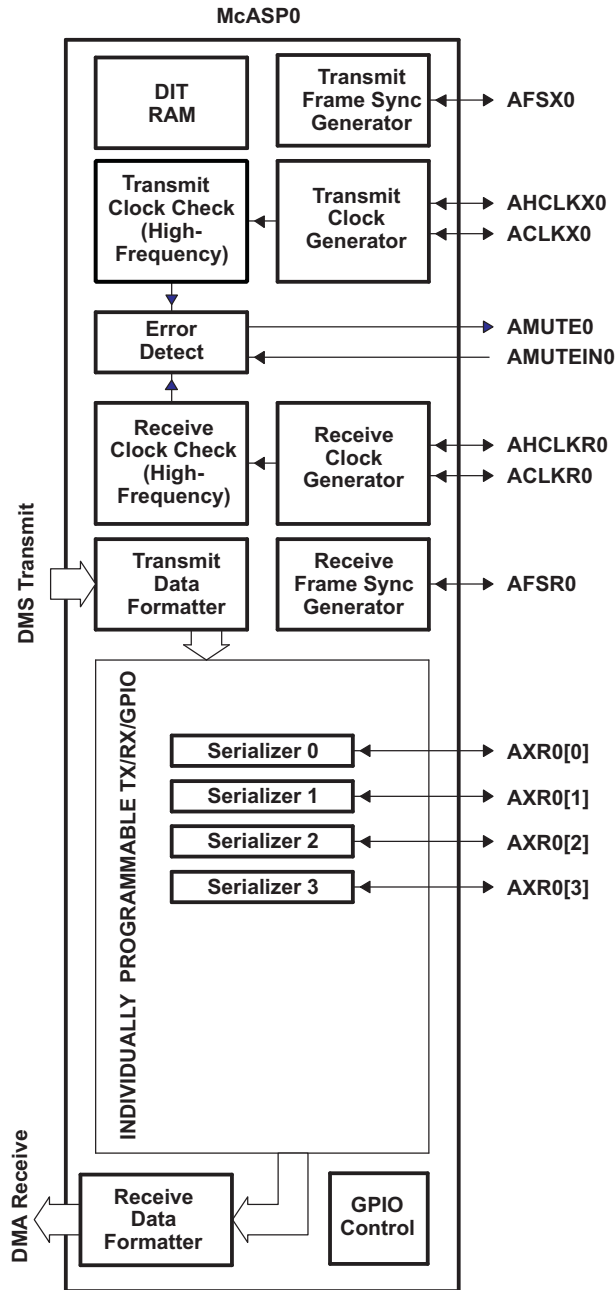 McASP0
DIT
RAM
Transmit
Frame Sync
Generator
AFSX0
Transmit
Clock Check
(High-
Frequency)
Transmit
Clock
Generator
AHCLKX0
ACLKX0
Error
Detect
AMUTE0
AMUTEIN0
Receive
Clock Check
(High-
Frequency)
Receive
Clock
Generator
AHCLKR0
ACLKR0
DMS Transmit
Transmit
Data
Formatter
Receive
Frame Sync
Generator
AFSR0
INDIVIDUALLY PROGRAMMABLE TX/RX/GPIO
Serializer 0
AXR0[0]
Serializer 1
AXR0[1]
Serializer 2
AXR0[2]
Serializer 3
AXR0[3]
DMA Receive
Receive
Data
Formatter
GPIO
Control